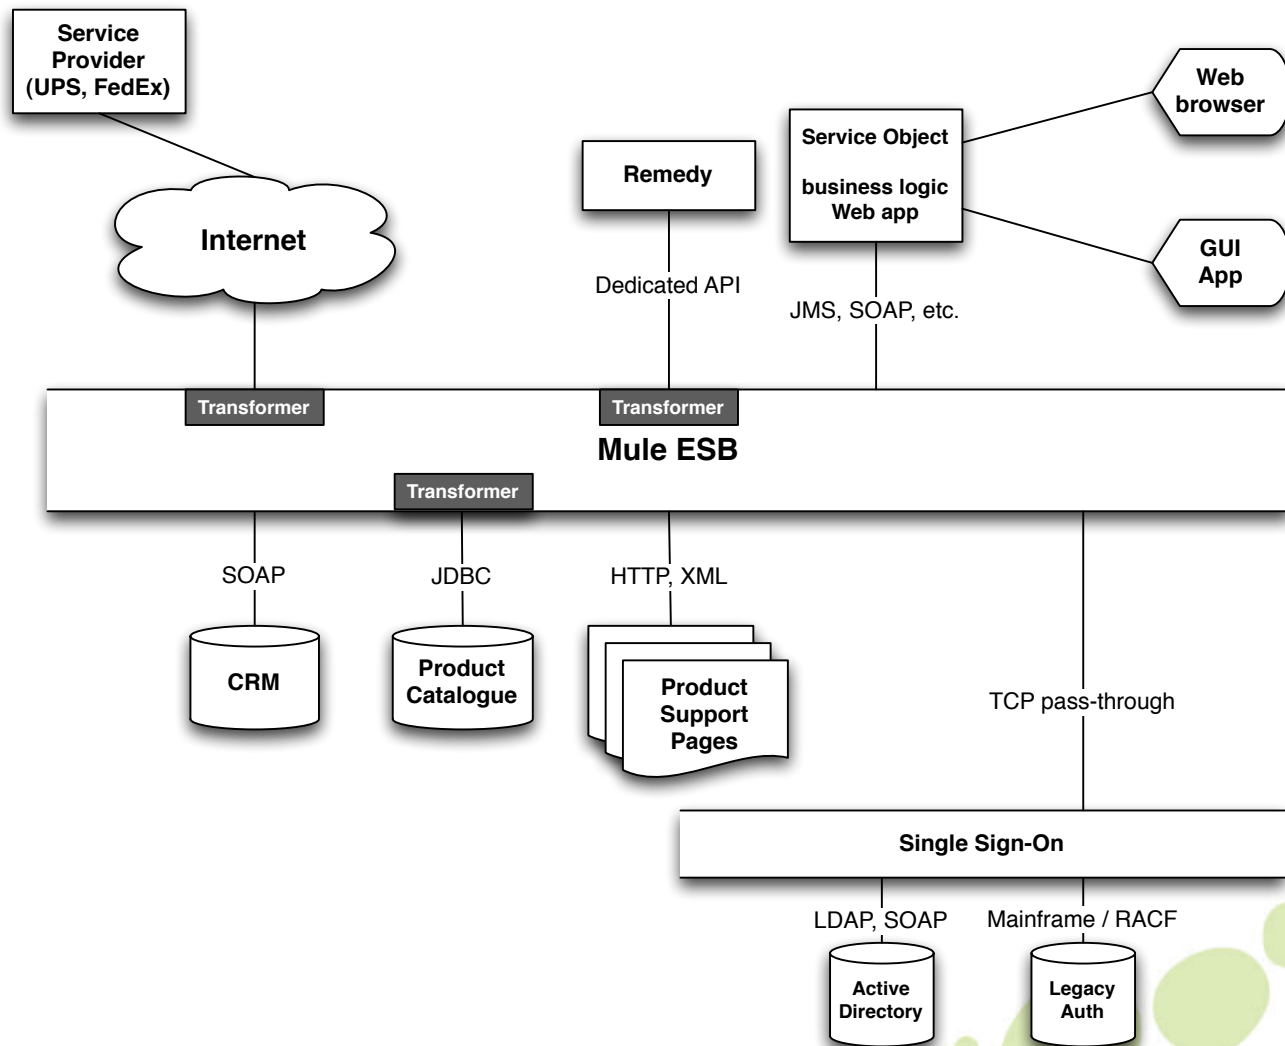 Service
Provider
(UPS, FedEx)
Internet
Remedy
Dedicated API
Service Object
business logic
Web app
JMS, SOAP, etc.
Web
browser
GUI
App
Transformer
Transformer
Mule ESB
Transformer
SOAP
JDBC
HTTP, XML
CRM
Product
Catalogue
Product
Support
Pages
TCP pass-through
Single Sign-On
LDAP, SOAP
Mainframe / RACF
Active
Directory
Legacy
Auth